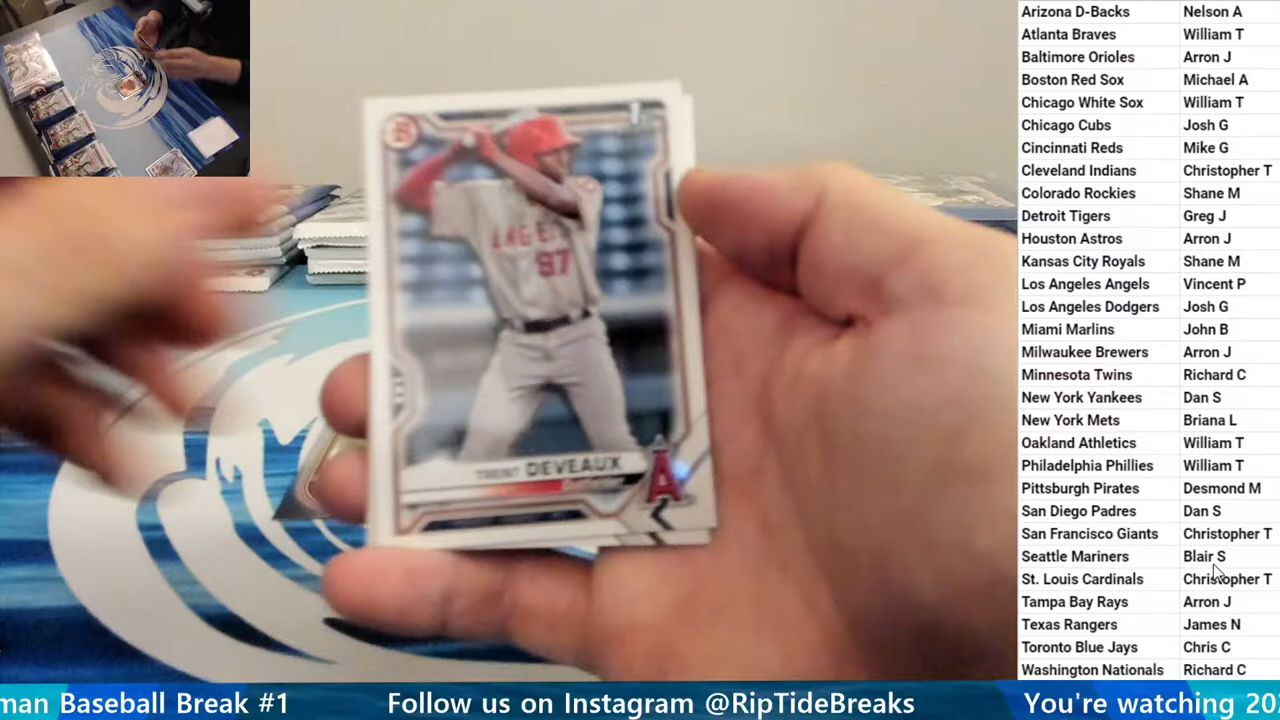 ANGELS
97
TRENT DEVEAUX
A
Arizona D-Backs Nelson A
Atlanta Braves William T
Baltimore Orioles Arron J
Boston Red Sox Michael A
Chicago White Sox William T
Chicago Cubs Josh G
Cincinnati Reds Mike G
Cleveland Indians Christopher T
Colorado Rockies Shane M
Detroit Tigers Greg J
Houston Astros Arron J
Kansas City Royals Shane M
Los Angeles Angels Vincent P
Los Angeles Dodgers Josh G
Miami Marlins John B
Milwaukee Brewers Arron J
Minnesota Twins Richard C
New York Yankees Dan S
New York Mets Briana L
Oakland Athletics William T
Philadelphia Phillies William T
Pittsburgh Pirates Desmond M
San Diego Padres Dan S
San Francisco Giants Christopher T
Seattle Mariners Blair S
St. Louis Cardinals Christopher T
Tampa Bay Rays Arron J
Texas Rangers James N
Toronto Blue Jays Chris C
Washington Nationals Richard C
man Baseball Break #1 Follow us on Instagram @RipTideBreaks You're watching 20